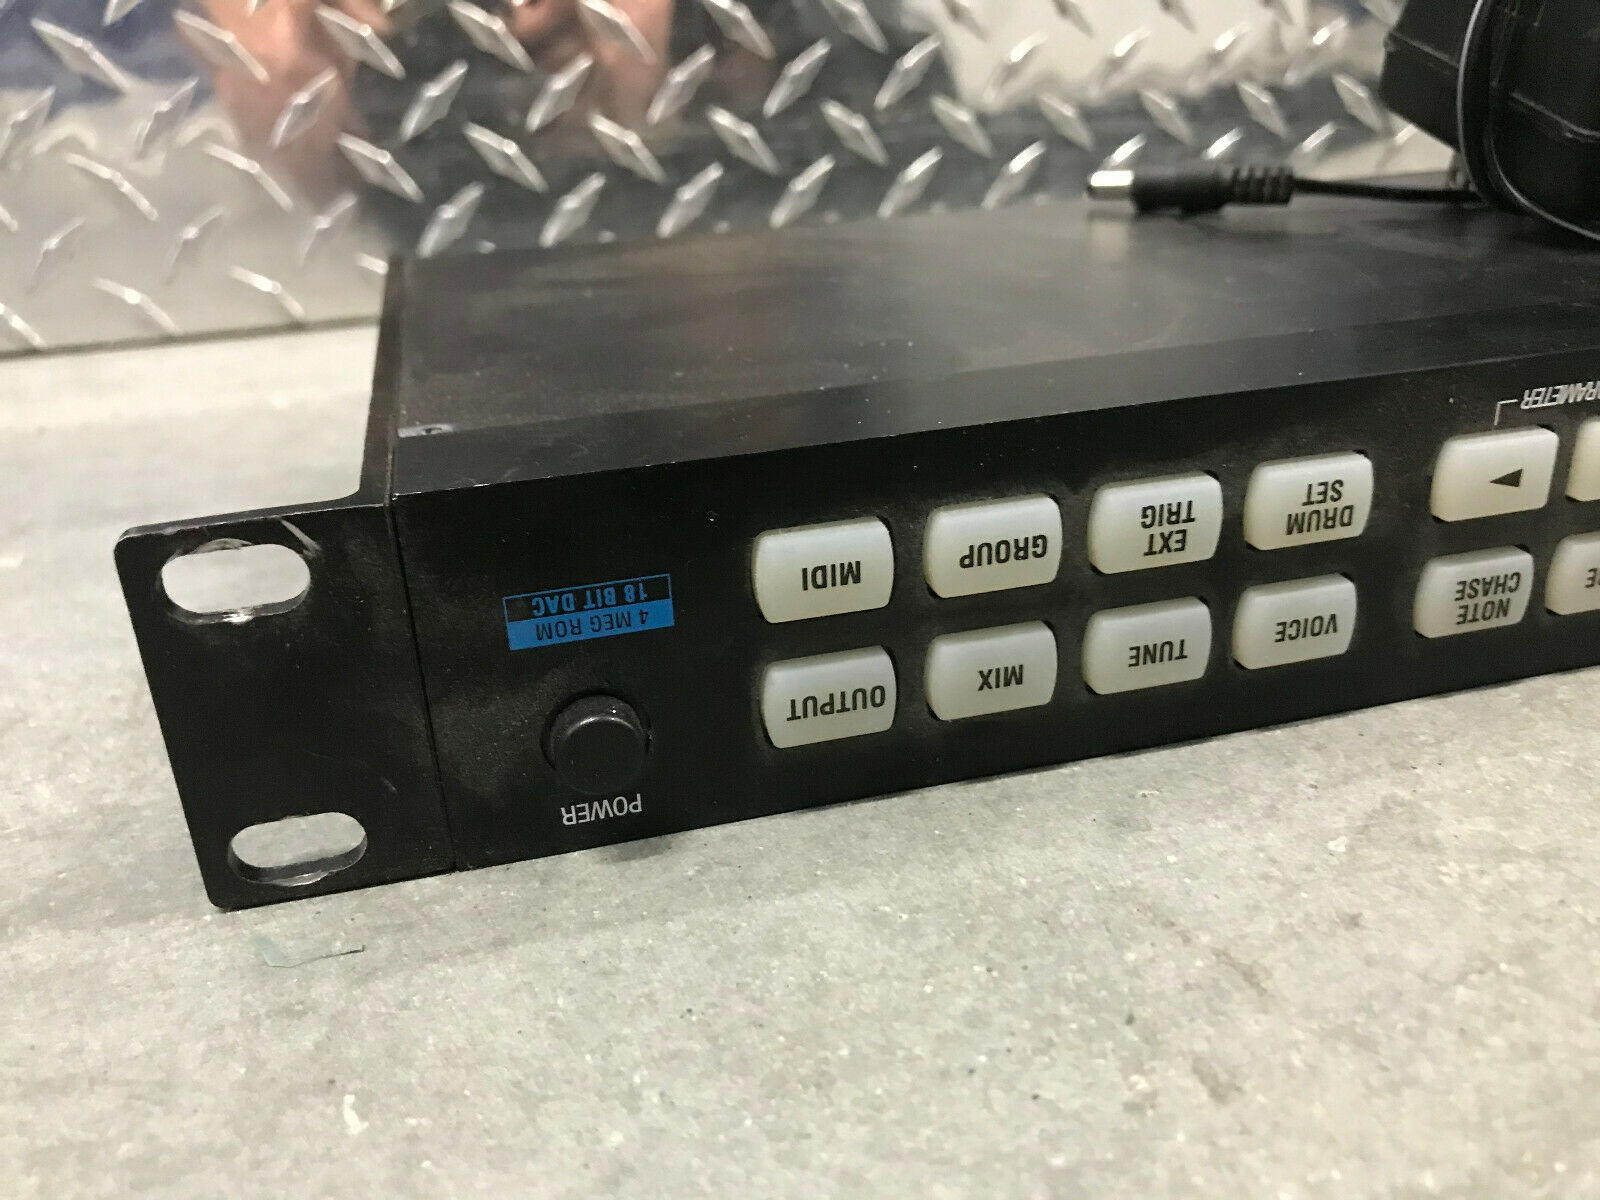 POWER
NOTE
CHASE
VOICE
TUNE
MIX
OUTPUT
4 MEG ROM
18 BIT DAC
DRUM
SET
EXT
TRIG
GROUP
MIDI
ARAMETER